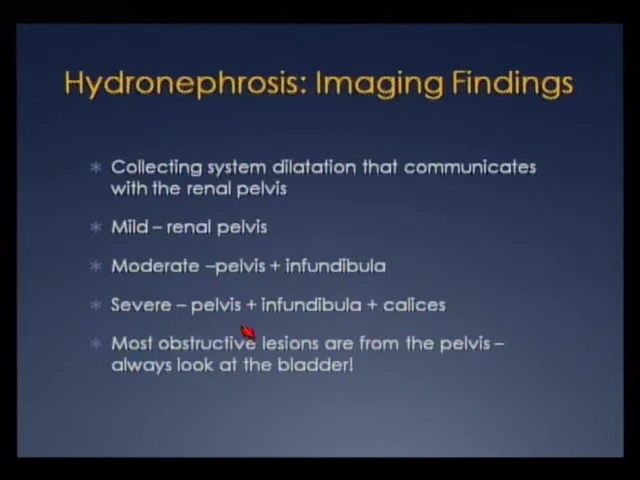 Hydronephrosis: Imaging Findings
* Collecting system dilatation that communicates
with the renal pelvis
* Mild – renal pelvis
* Moderate –pelvis + infundibula
* Severe – pelvis + infundibula + calices
* Most obstructive lesions are from the pelvis –
always look at the bladder!